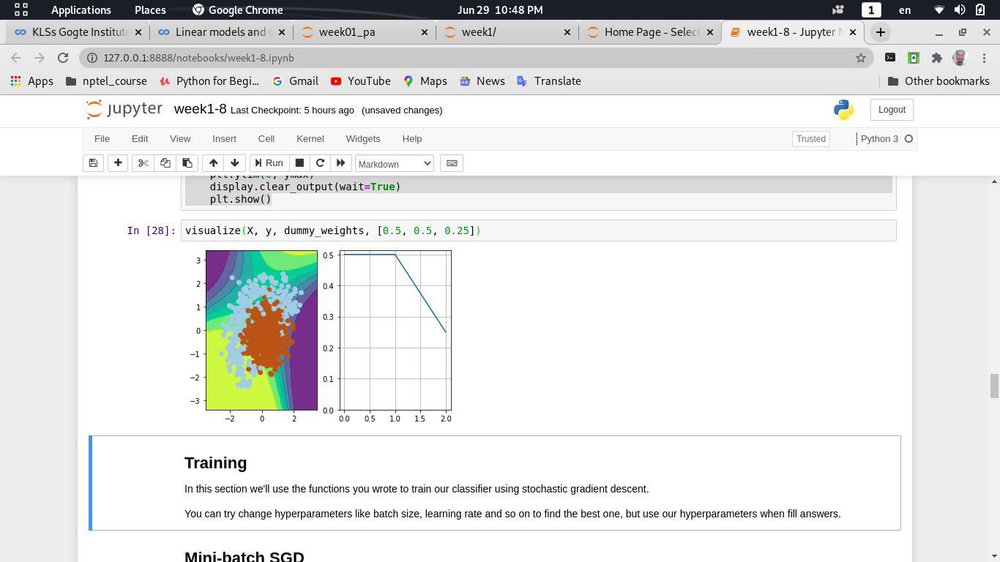 Applications Places Google Chrome Jun 29 10:48 PM 1 en
KLSs Gogte Institute Linear models and o week01_pa week1/ Home Page - Select week1-8 - Jupyter N
127.0.0.1:8888/notebooks/week1-8.ipynb
Apps nptel_course Python for Begi... Gmail YouTube Maps News Translate Other bookmarks
jupyter week1-8 Last Checkpoint: 5 hours ago (unsaved changes) Logout
File Edit View Insert Cell Kernel Widgets Help Trusted Python 3
Run Markdown
plt.ylim(0, ymax)
display.clear_output(wait=True)
plt.show()
In [28]: visualize(X, y, dummy_weights, [0.5, 0.5, 0.25])
3
2
1
0
−1
−2
−3
−2 0 2
0.5
0.4
0.3
0.2
0.1
0.0
0.0 0.5 1.0 1.5 2.0
Training
In this section we'll use the functions you wrote to train our classifier using stochastic gradient descent.
You can try change hyperparameters like batch size, learning rate and so on to find the best one, but use our hyperparameters when fill answers.
Mini-batch SGD